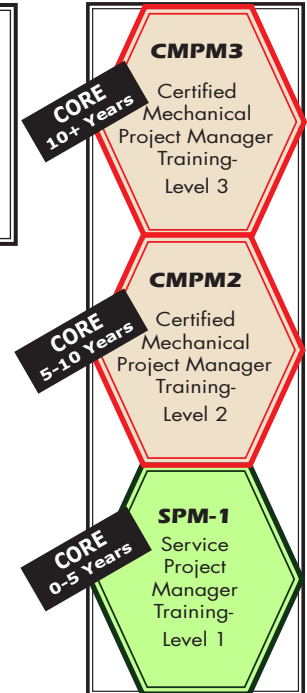 CMPM3
CORE
10+ Years
Certified
Mechanical
Project Manager
Training-
Level 3
CMPM2
CORE
5-10 Years
Certified
Mechanical
Project Manager
Training-
Level 2
SPM-1
CORE
0-5 Years
Service
Project
Manager
Training-
Level 1